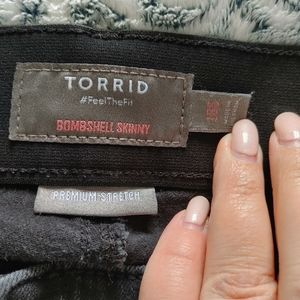 TORRID
#FeelTheFit
BOMBSHELL SKINNY
PREMIUM-STRETCH